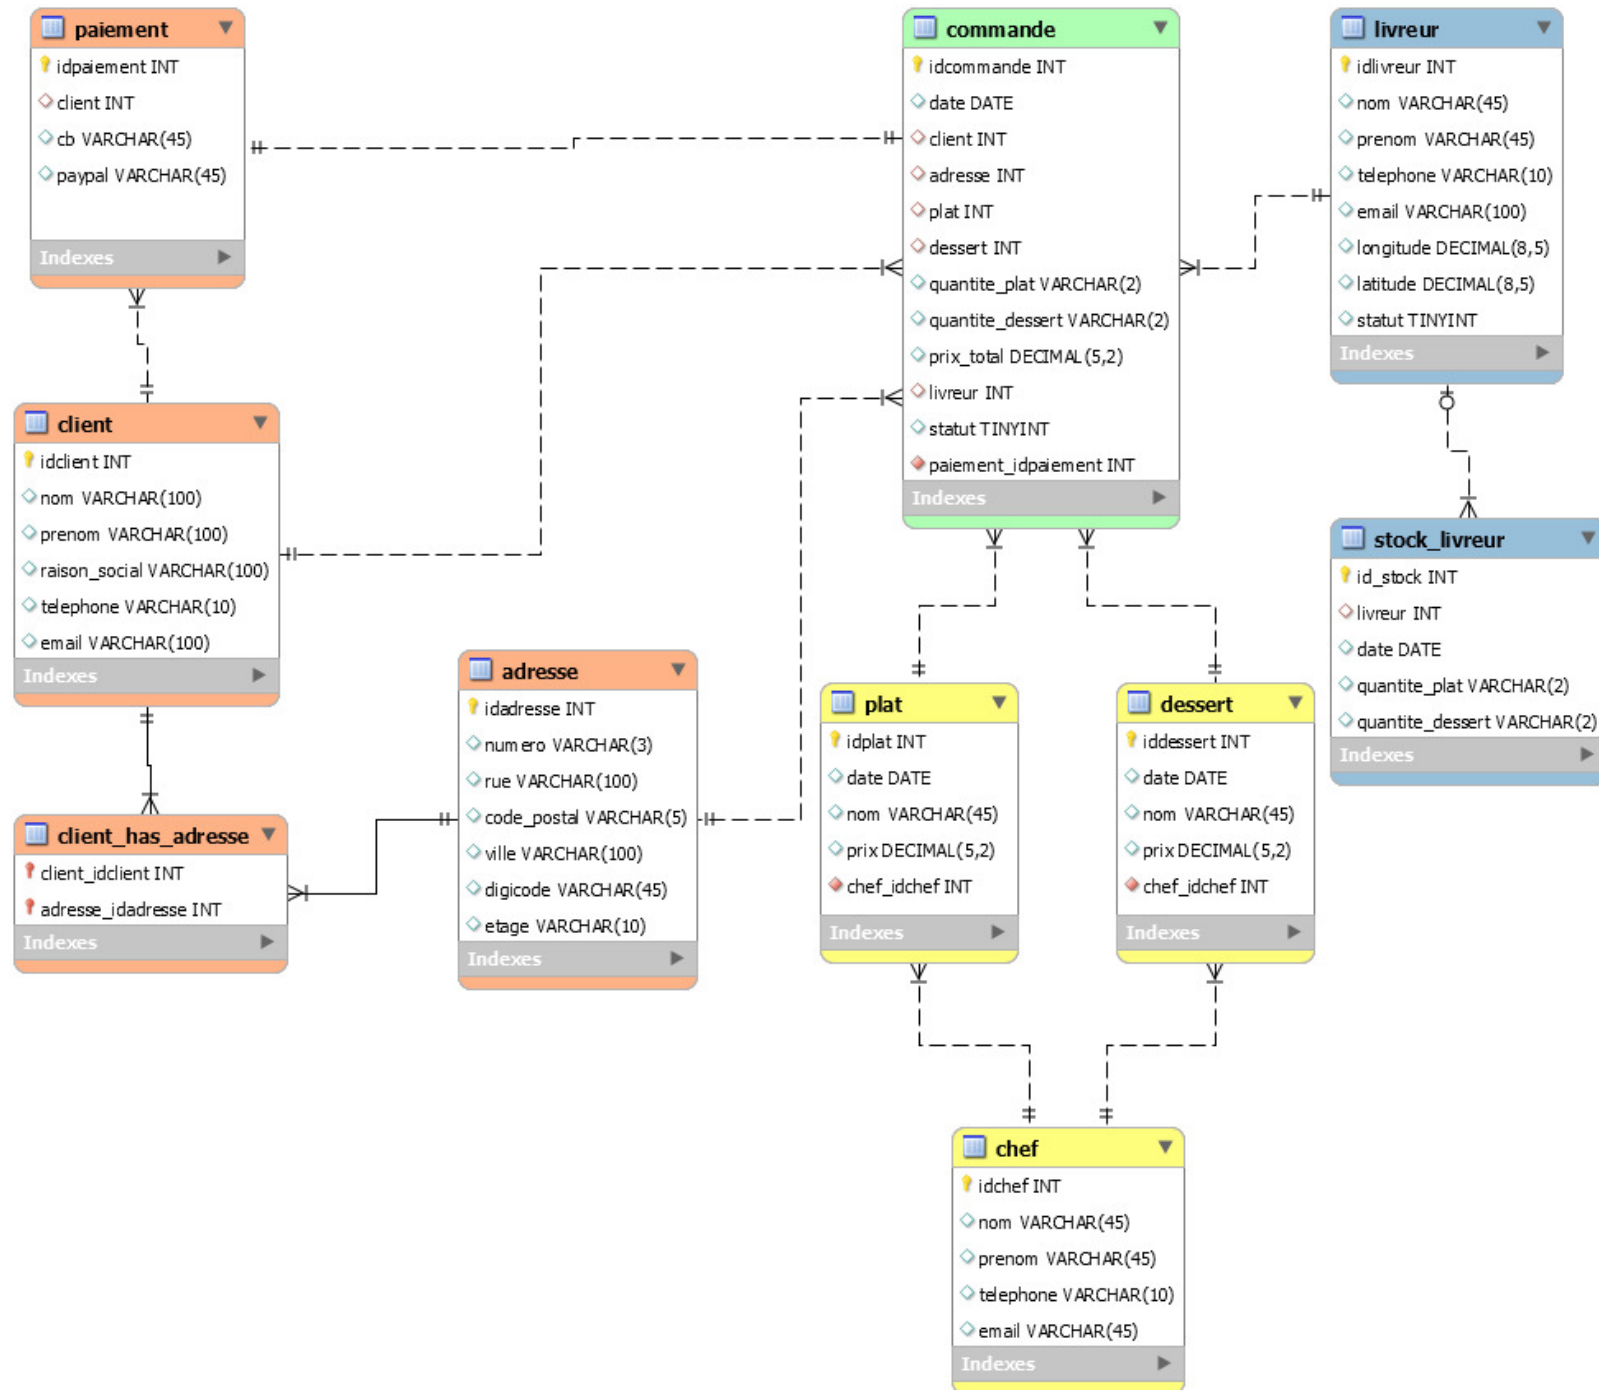 paiement
idpaiement INT
client INT
cb VARCHAR(45)
paypal VARCHAR(45)
Indexes
commande
idcommande INT
date DATE
client INT
adresse INT
plat INT
dessert INT
quantite_plat VARCHAR(2)
quantite_dessert VARCHAR(2)
prix_total DECIMAL(5,2)
livreur INT
statut TINYINT
paiement_idpaiement INT
Indexes
livreur
idlivreur INT
nom VARCHAR(45)
prenom VARCHAR(45)
telephone VARCHAR(10)
email VARCHAR(100)
longitude DECIMAL(8,5)
latitude DECIMAL(8,5)
statut TINYINT
Indexes
client
idclient INT
nom VARCHAR(100)
prenom VARCHAR(100)
raison_social VARCHAR(100)
telephone VARCHAR(10)
email VARCHAR(100)
Indexes
stock_livreur
id_stock INT
livreur INT
date DATE
quantite_plat VARCHAR(2)
quantite_dessert VARCHAR(2)
Indexes
adresse
idadresse INT
numero VARCHAR(3)
rue VARCHAR(100)
code_postal VARCHAR(5)
ville VARCHAR(100)
digicode VARCHAR(45)
etage VARCHAR(10)
Indexes
plat
idplat INT
date DATE
nom VARCHAR(45)
prix DECIMAL(5,2)
chef_idchef INT
Indexes
dessert
iddessert INT
date DATE
nom VARCHAR(45)
prix DECIMAL(5,2)
chef_idchef INT
Indexes
client_has_adresse
client_idclient INT
adresse_idadresse INT
Indexes
chef
idchef INT
nom VARCHAR(45)
prenom VARCHAR(45)
telephone VARCHAR(10)
email VARCHAR(45)
Indexes